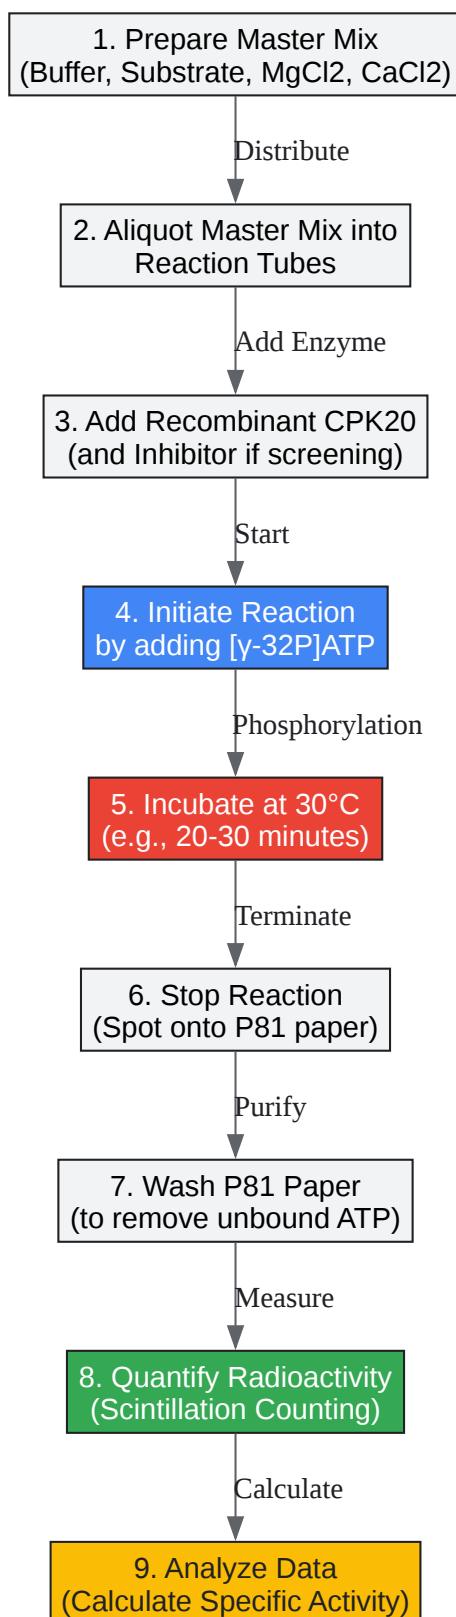 1. Prepare Master Mix
(Buffer, Substrate, MgCl2, CaCl2)
Distribute
2. Aliquot Master Mix into
Reaction Tubes
Add Enzyme
3. Add Recombinant CPK20
(and Inhibitor if screening)
Start
4. Initiate Reaction
by adding [γ-32P]ATP
Phosphorylation
5. Incubate at 30°C
(e.g., 20-30 minutes)
Terminate
6. Stop Reaction
(Spot onto P81 paper)
Purify
7. Wash P81 Paper
(to remove unbound ATP)
Measure
8. Quantify Radioactivity
(Scintillation Counting)
Calculate
9. Analyze Data
(Calculate Specific Activity)